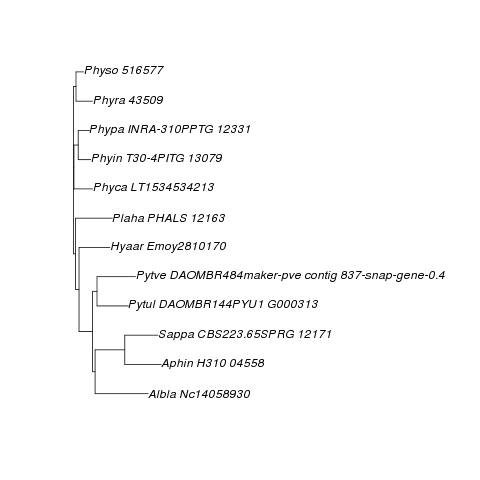 Physo 516577
Phyra 43509
Phypa INRA-310PPTG 12331
Phyin T30-4PITG 13079
Phyca LT1534534213
Plaha PHALS 12163
Hyaar Emoy2810170
Pytve DAOMBR484maker-pve contig 837-snap-gene-0.4
Pytul DAOMBR144PYU1 G000313
Sappa CBS223.65SPRG 12171
Aphin H310 04558
Albla Nc14058930